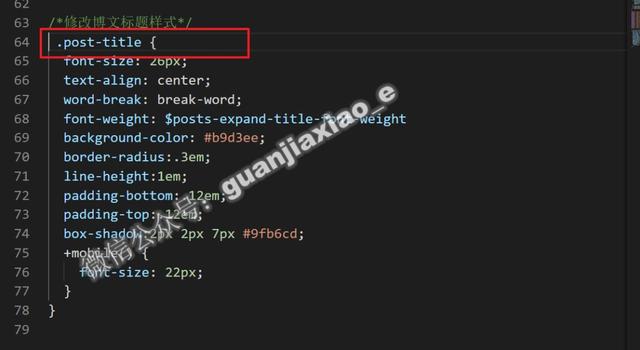 62
63 /*修改博文标题样式*/
64 .post-title {
65 font-size: 26px;
66 text-align: center;
67 word-break: break-word;
68 font-weight: $posts-expand-title-font-weight
69 background-color: #b9d3ee;
70 border-radius:.3em;
71 line-height:1em;
72 padding-bottom:.12em;
73 padding-top:.12em;
74 box-shadow:2px 2px 7px #9fb6cd;
75 +mobile() {
76 font-size: 22px;
77 }
78 }
79
微信公众号：guanjiaxiao_e